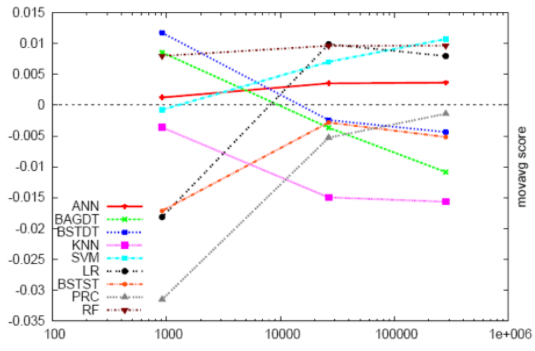 0.015
0.01
0.005
0
-0.005
-0.01
-0.015
-0.02
-0.025
-0.03
-0.035
ANN
BAGDT
BSTDT
KNN
SVM
LR
BSTST
PRC
RF
100
1000
10000
100000
1e+006
movavg score